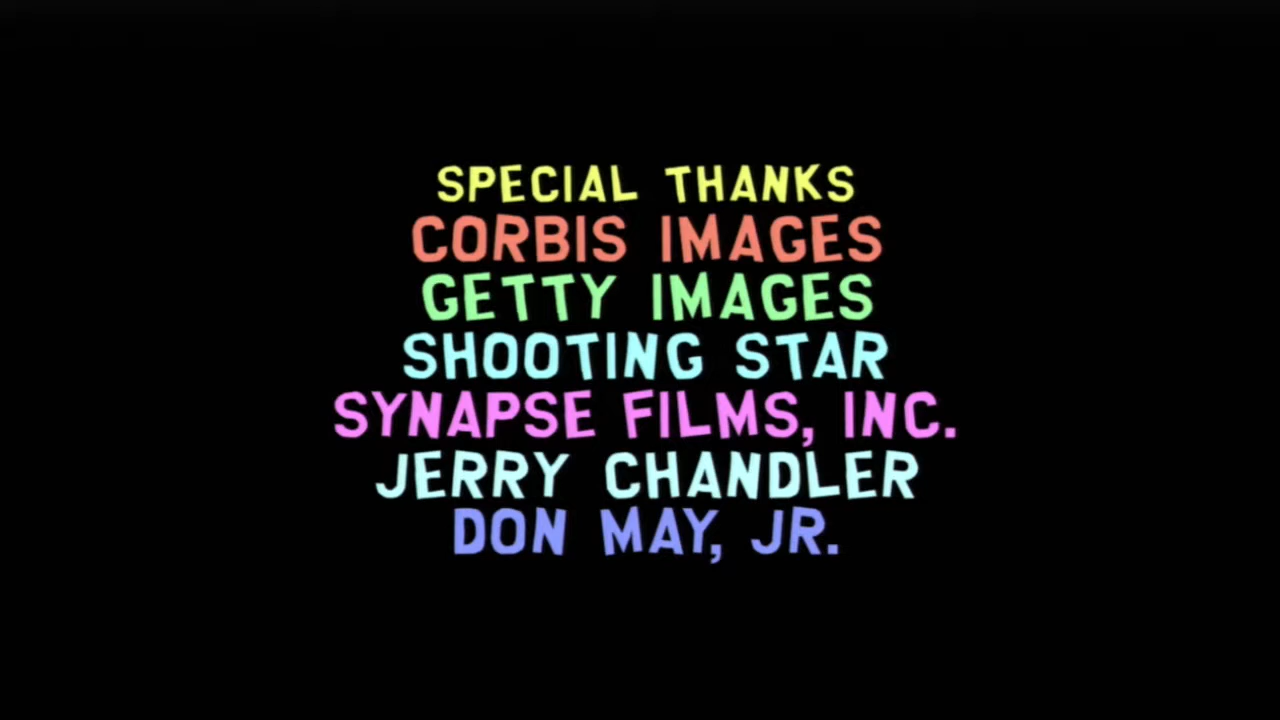 SPECIAL THANKS
CORBIS IMAGES
GETTY IMAGES
SHOOTING STAR
SYNAPSE FILMS, INC.
JERRY CHANDLER
DON MAY, JR.